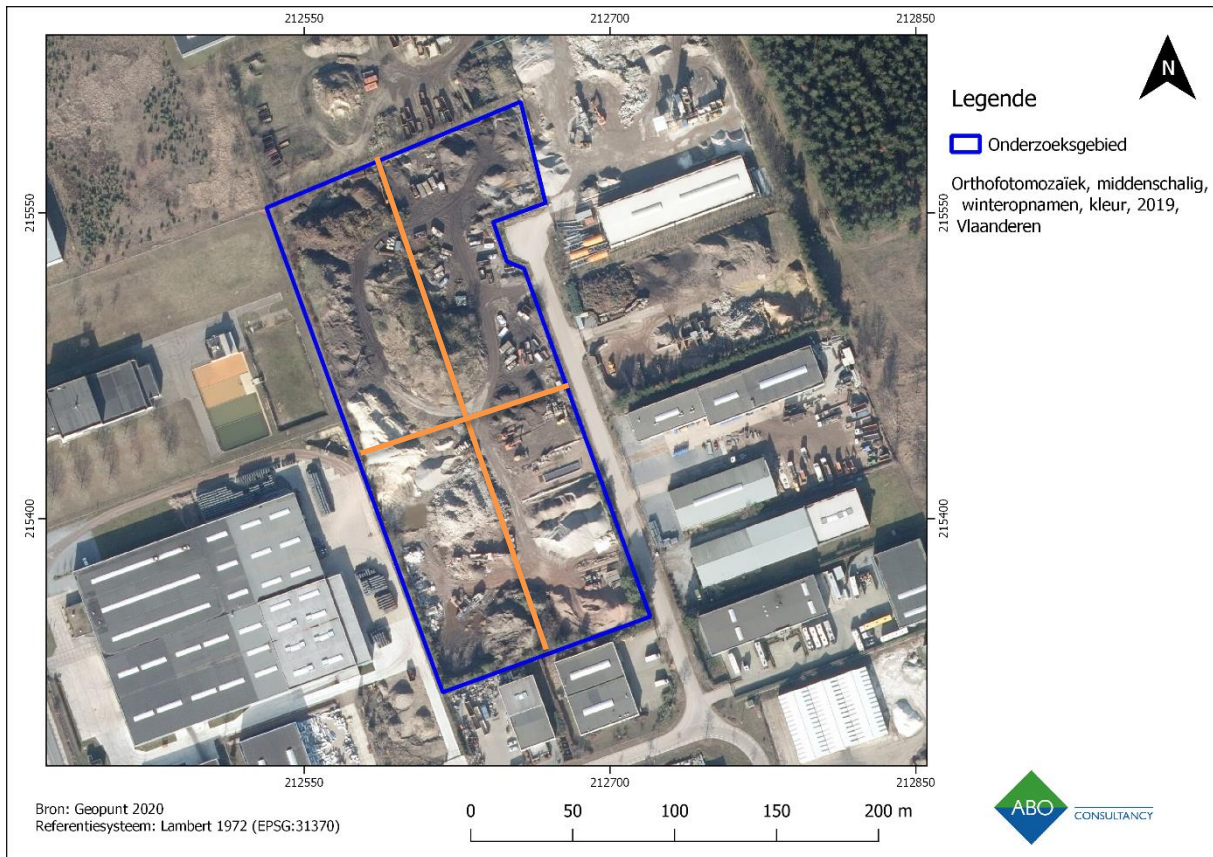 212550
212700
212850
N
Legende
Onderzoeksgebied
Orthofotomozaïek, middenschalig,
winteropnamen, kleur, 2019,
Vlaanderen
215550
215550
215400
215400
212550
212700
212850
Bron: Geopunt 2020
Referentiesysteem: Lambert 1972 (EPSG:31370)
0 50 100 150 200 m
ABO
CONSULTANCY